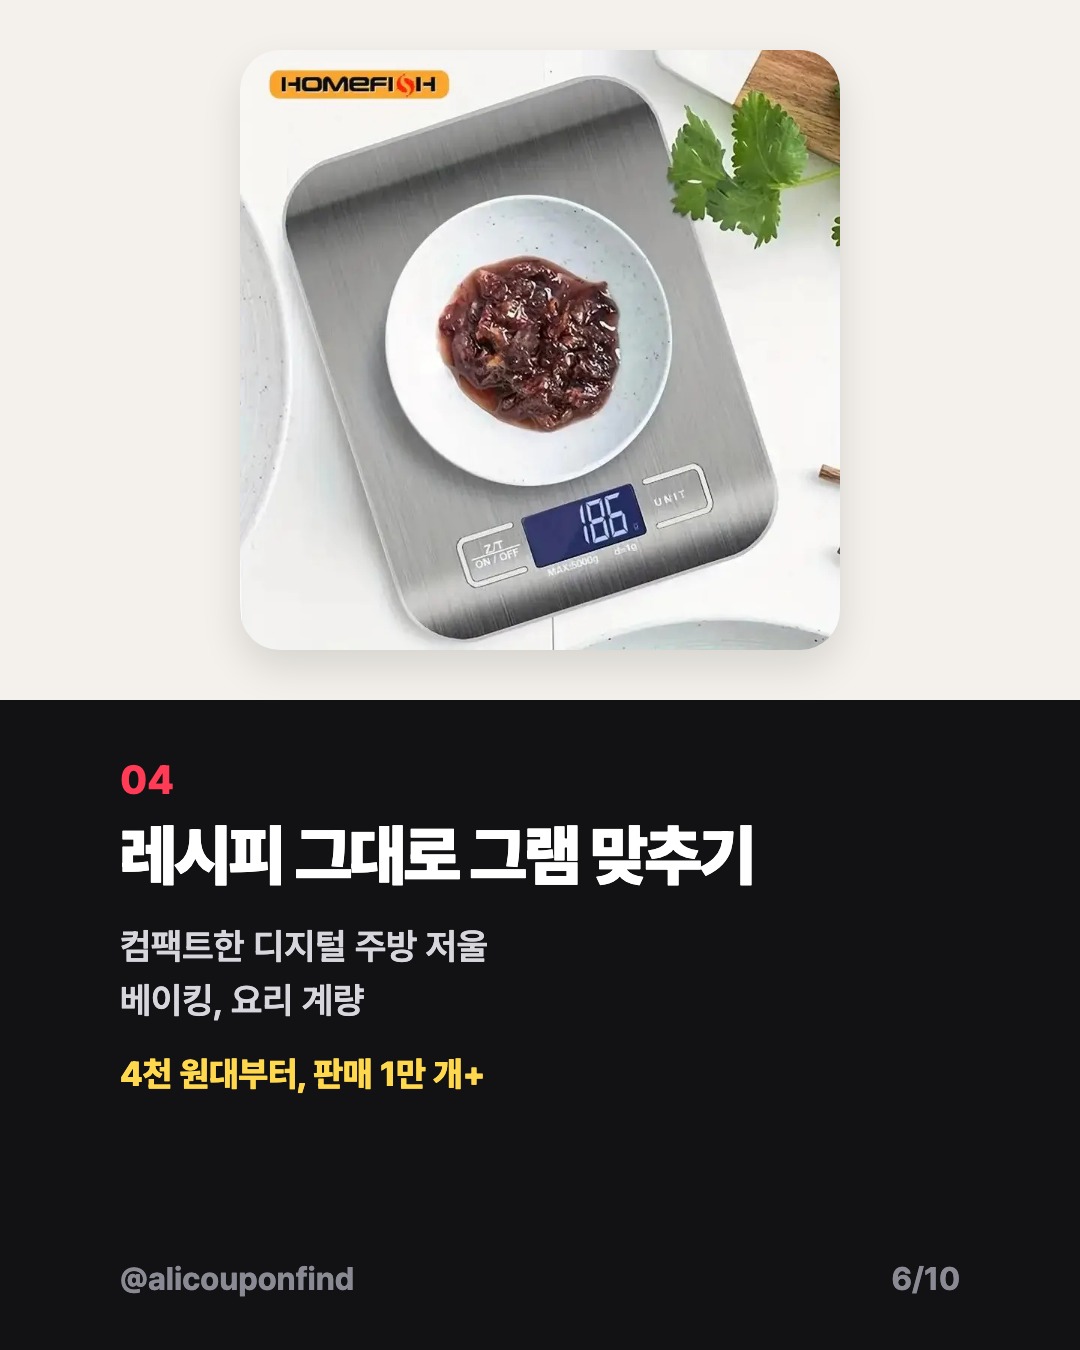 HOMEFISH
186
g
UNIT
Z/T
ON / OFF
MAX:5000g
d=1g
04
레시피 그대로 그램 맞추기
컴팩트한 디지털 주방 저울
베이킹, 요리 계량
4천 원대부터, 판매 1만 개+
@alicouponfind
6/10